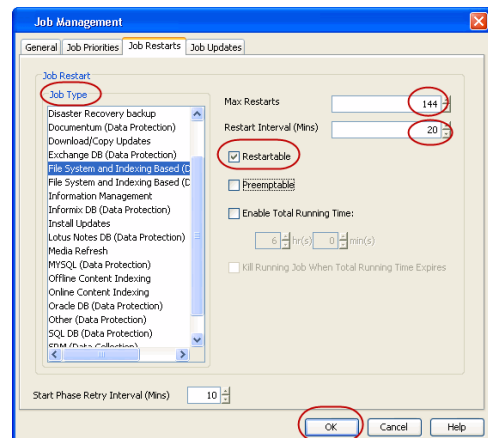 Job Management
General Job Priorities Job Restarts Job Updates
Job Restart
Job Type
Disaster Recovery backup
Documentum (Data Protection)
Download/Copy Updates
Exchange DB (Data Protection)
File System and Indexing Based (D
File System and Indexing Based (D
Information Management
Informix DB (Data Protection)
Install Updates
Lotus Notes DB (Data Protection)
Media Refresh
MYSQL (Data Protection)
Offline Content Indexing
Online Content Indexing
Oracle DB (Data Protection)
Other (Data Protection)
SQL DB (Data Protection)
SRM (Data Collection)
Max Restarts 144
Restart Interval (Mins) 20
Restartable
Preemptable
Enable Total Running Time:
6 hr(s) 0 min(s)
Kill Running Job When Total Running Time Expires
Start Phase Retry Interval (Mins) 10
OK Cancel Help